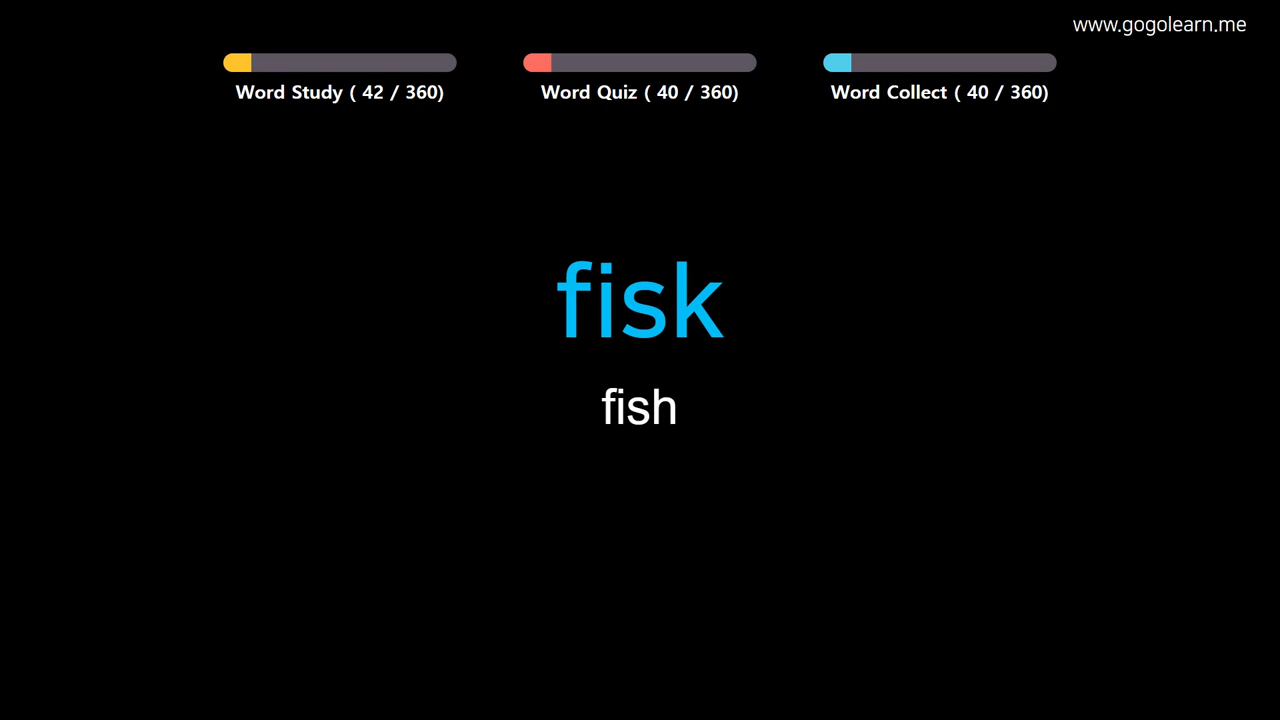 www.gogolearn.me
Word Study ( 42 / 360)
Word Quiz ( 40 / 360)
Word Collect ( 40 / 360)
fisk
fish